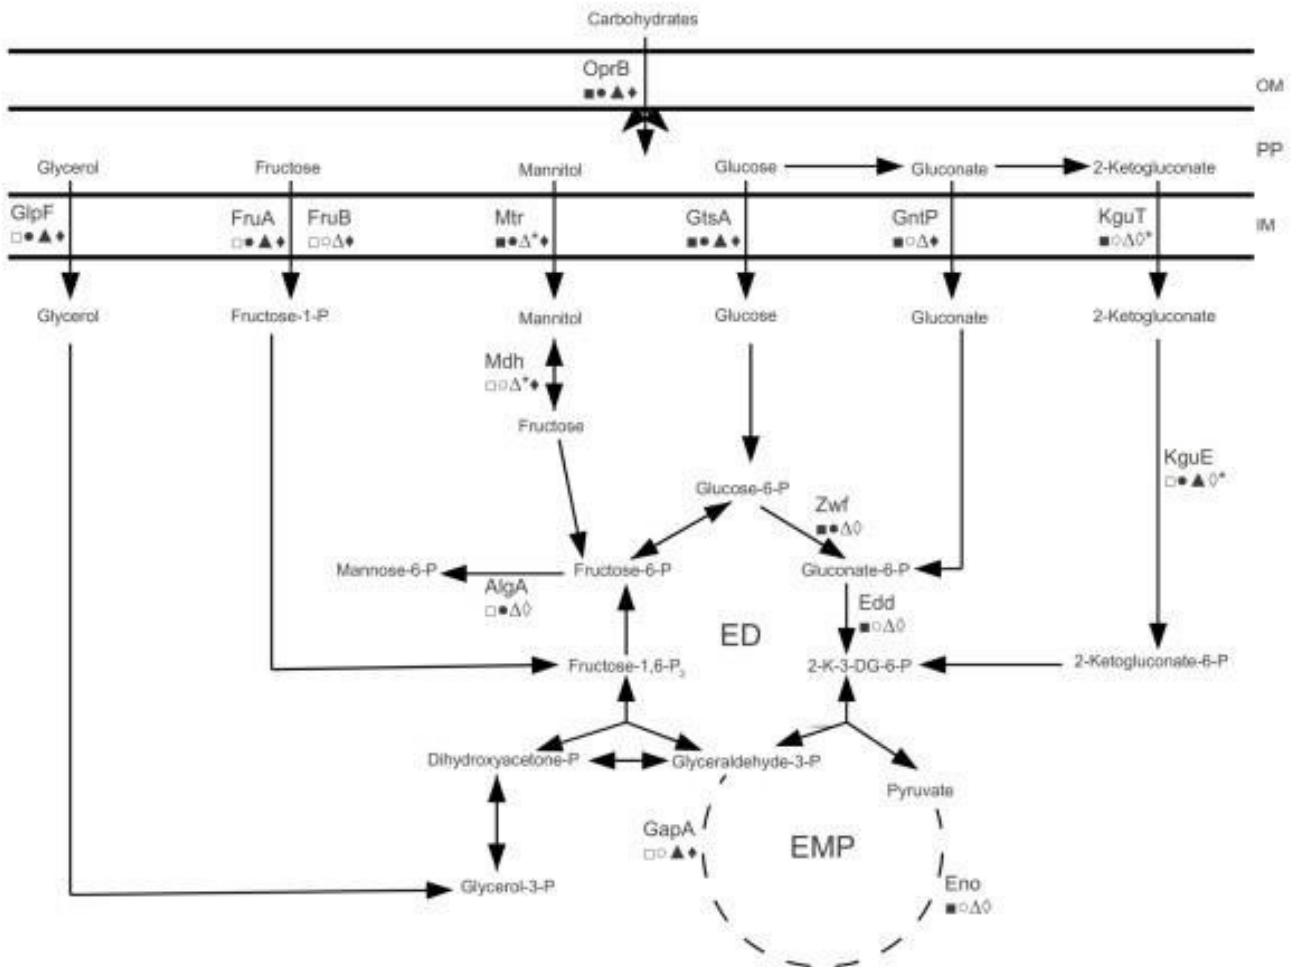 Carbohydrates
OprB
■●▲♦
OM
PP
Glycerol Fructose Mannitol Glucose Gluconate 2-Ketogluconate
GlpF FruA FruB Mtr GtsA GntP KguT IM
□●▲♦ □●▲♦ □○Δ♦ ■●Δ*♦ ■●▲♦ ■○Δ♦ ■○Δ◊*
Glycerol Fructose-1-P Mannitol Glucose Gluconate 2-Ketogluconate
Mdh
□○Δ*♦
Fructose
KguE
□●▲◊*
Glucose-6-P
Zwf
■●Δ◊
Mannose-6-P Fructose-6-P Gluconate-6-P
AlgA Edd
□●Δ◊ ■○Δ◊
ED
Fructose-1,6-P₂ 2-K-3-DG-6-P 2-Ketogluconate-6-P
Dihydroxyacetone-P Glyceraldehyde-3-P
Pyruvate
GapA
□○▲♦
EMP
Glycerol-3-P
Eno
■○Δ◊